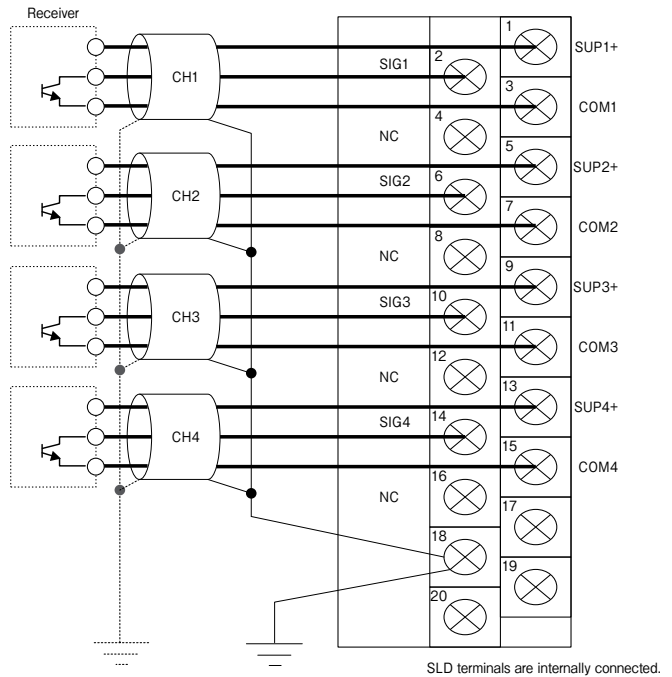 Receiver
1
SUP1+
SIG1
2
CH1
3
COM1
4
NC
5
SUP2+
SIG2
6
CH2
7
COM2
8
NC
9
SUP3+
SIG3
10
CH3
11
COM3
12
NC
13
SUP4+
SIG4
14
CH4
15
COM4
16
NC
17
18
19
20
SLD terminals are internally connected.